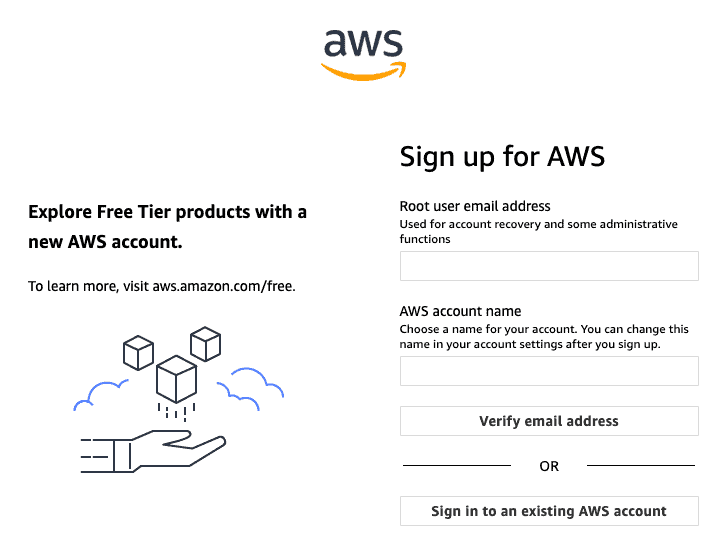 aws
Explore Free Tier products with a
new AWS account.
To learn more, visit aws.amazon.com/free.
Sign up for AWS
Root user email address
Used for account recovery and some administrative
functions
AWS account name
Choose a name for your account. You can change this
name in your account settings after you sign up.
Verify email address
OR
Sign in to an existing AWS account